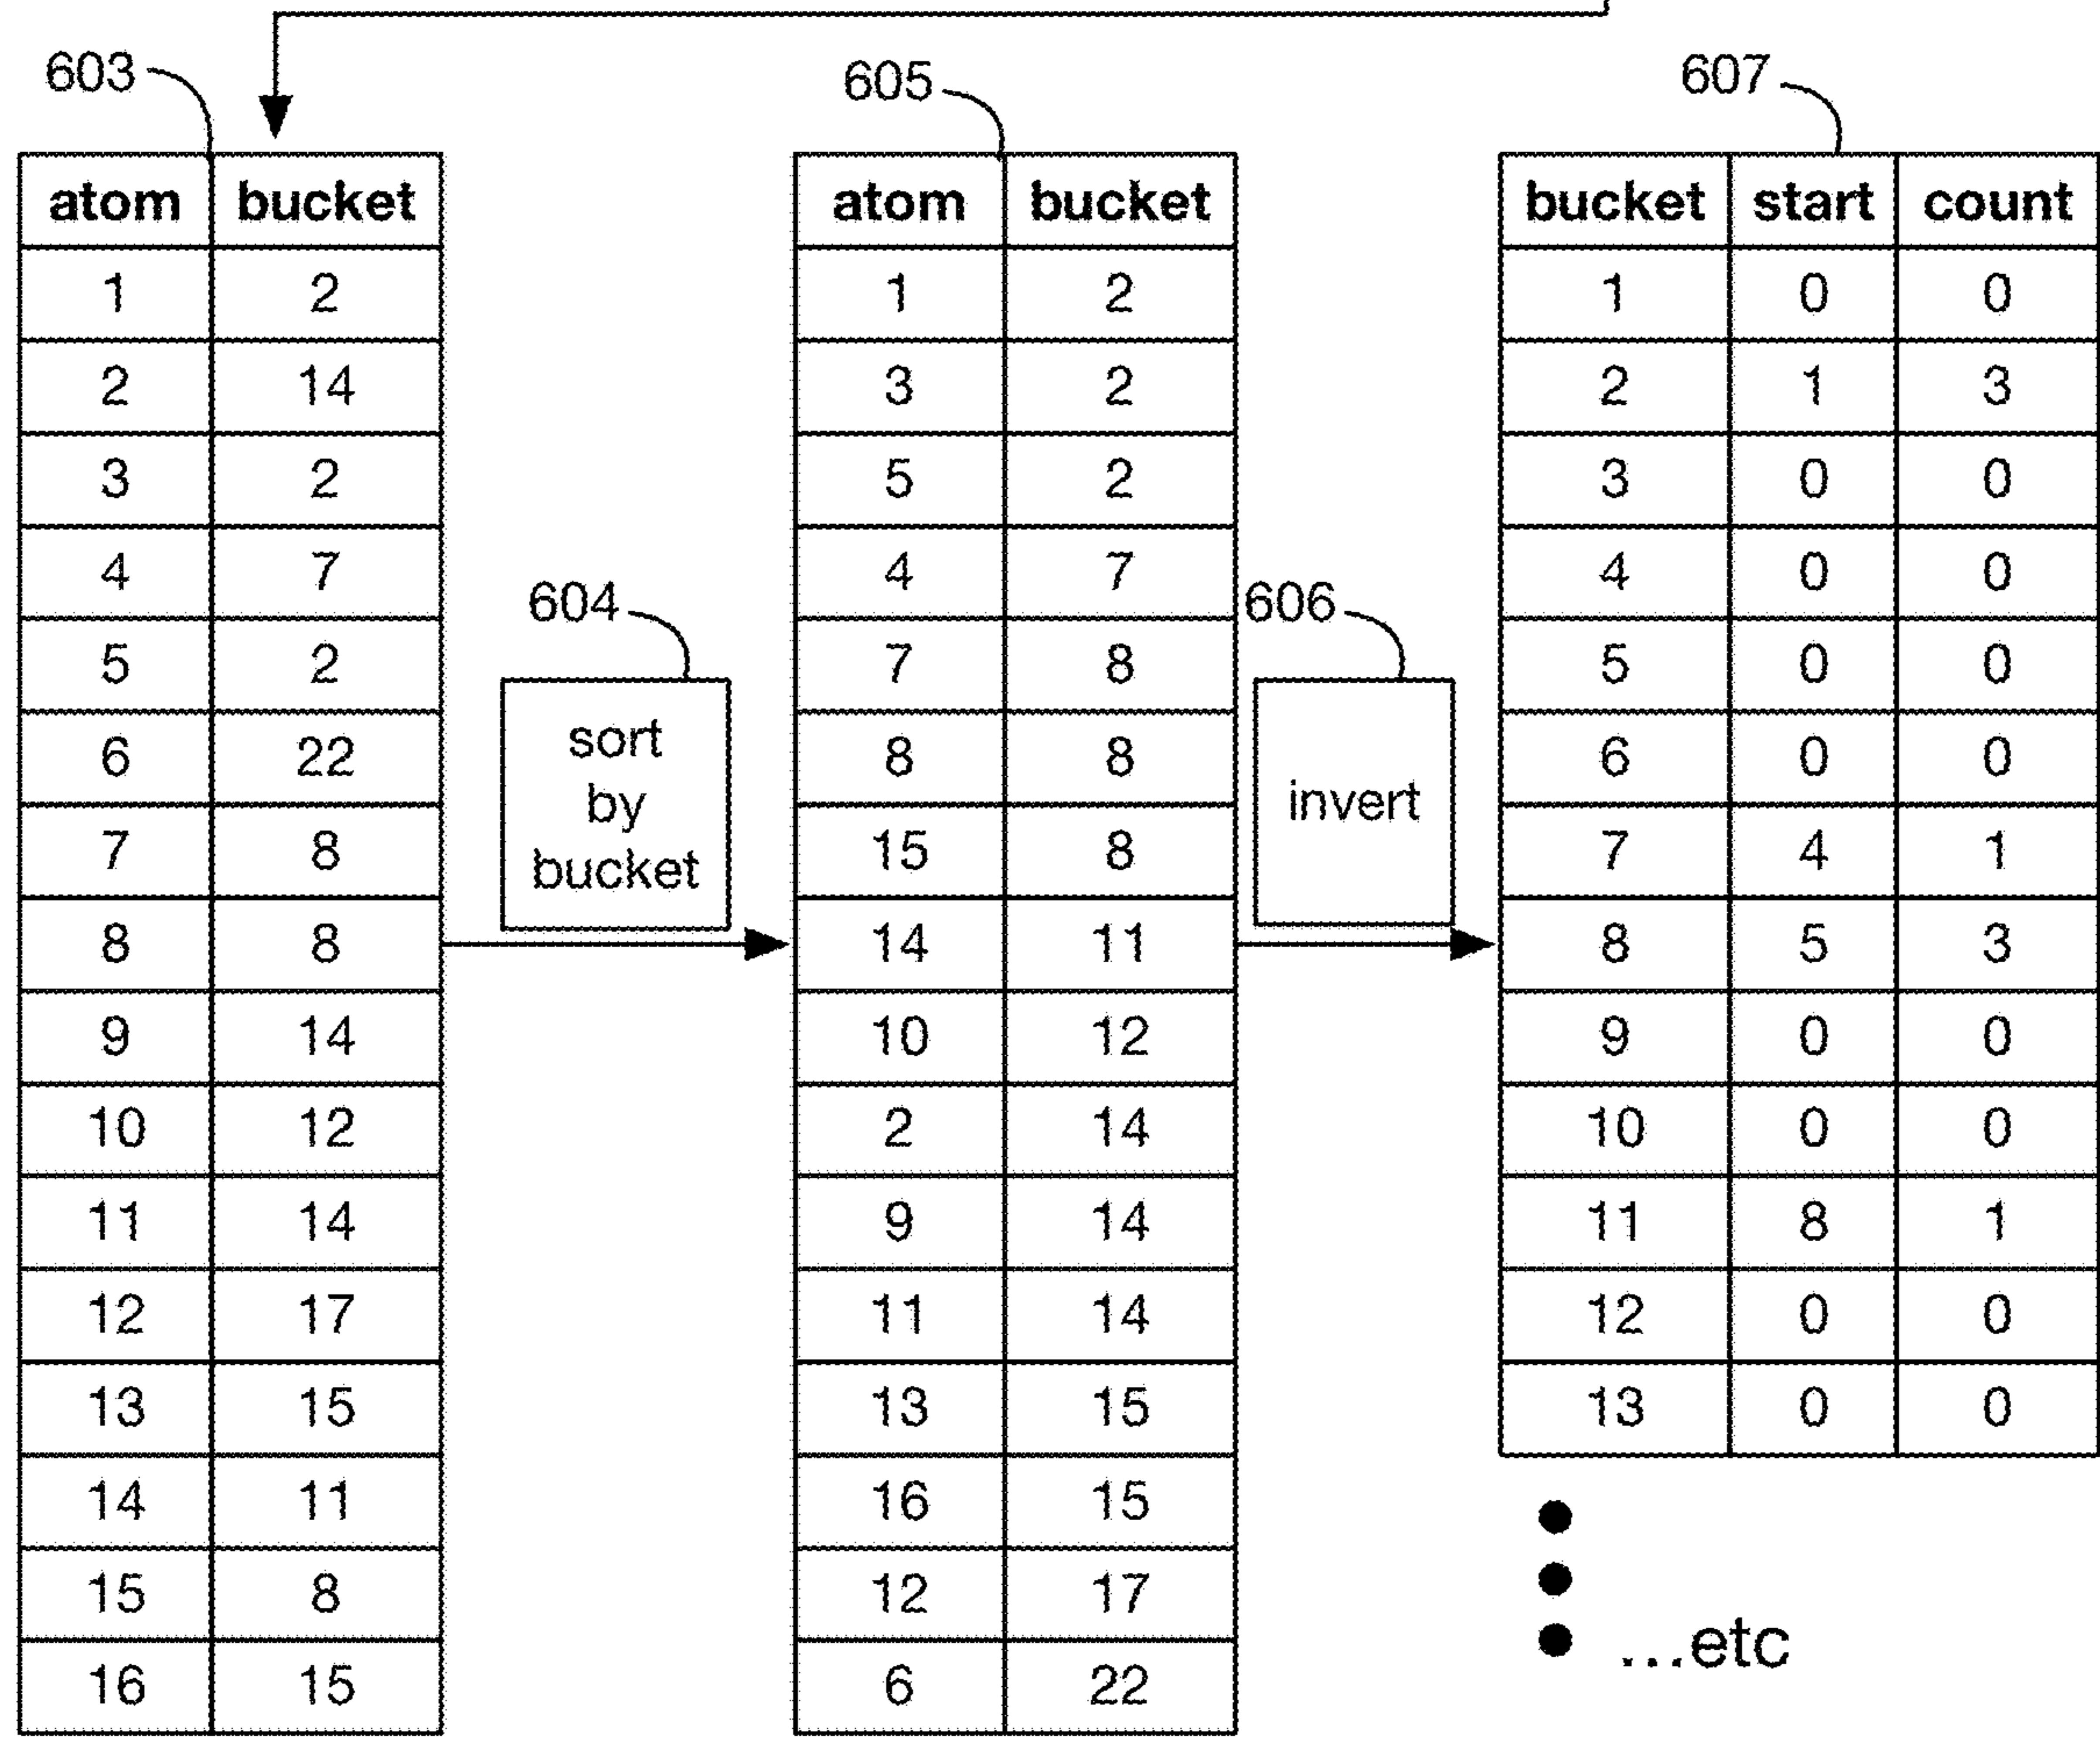 603 605 607
atom bucket atom bucket bucket start count
1 2 1 2 1 0 0
2 14 3 2 2 1 3
3 2 5 2 3 0 0
4 7 4 7 4 0 0
604 606
5 2 7 8 5 0 0
6 22 8 8 6 0 0
sort
by
bucket
invert
7 8 15 8 7 4 1
8 8 14 11 8 5 3
9 14 10 12 9 0 0
10 12 2 14 10 0 0
11 14 9 14 11 8 1
12 17 11 14 12 0 0
13 15 13 15 13 0 0
14 11 16 15
15 8 12 17
...etc
16 15 6 22